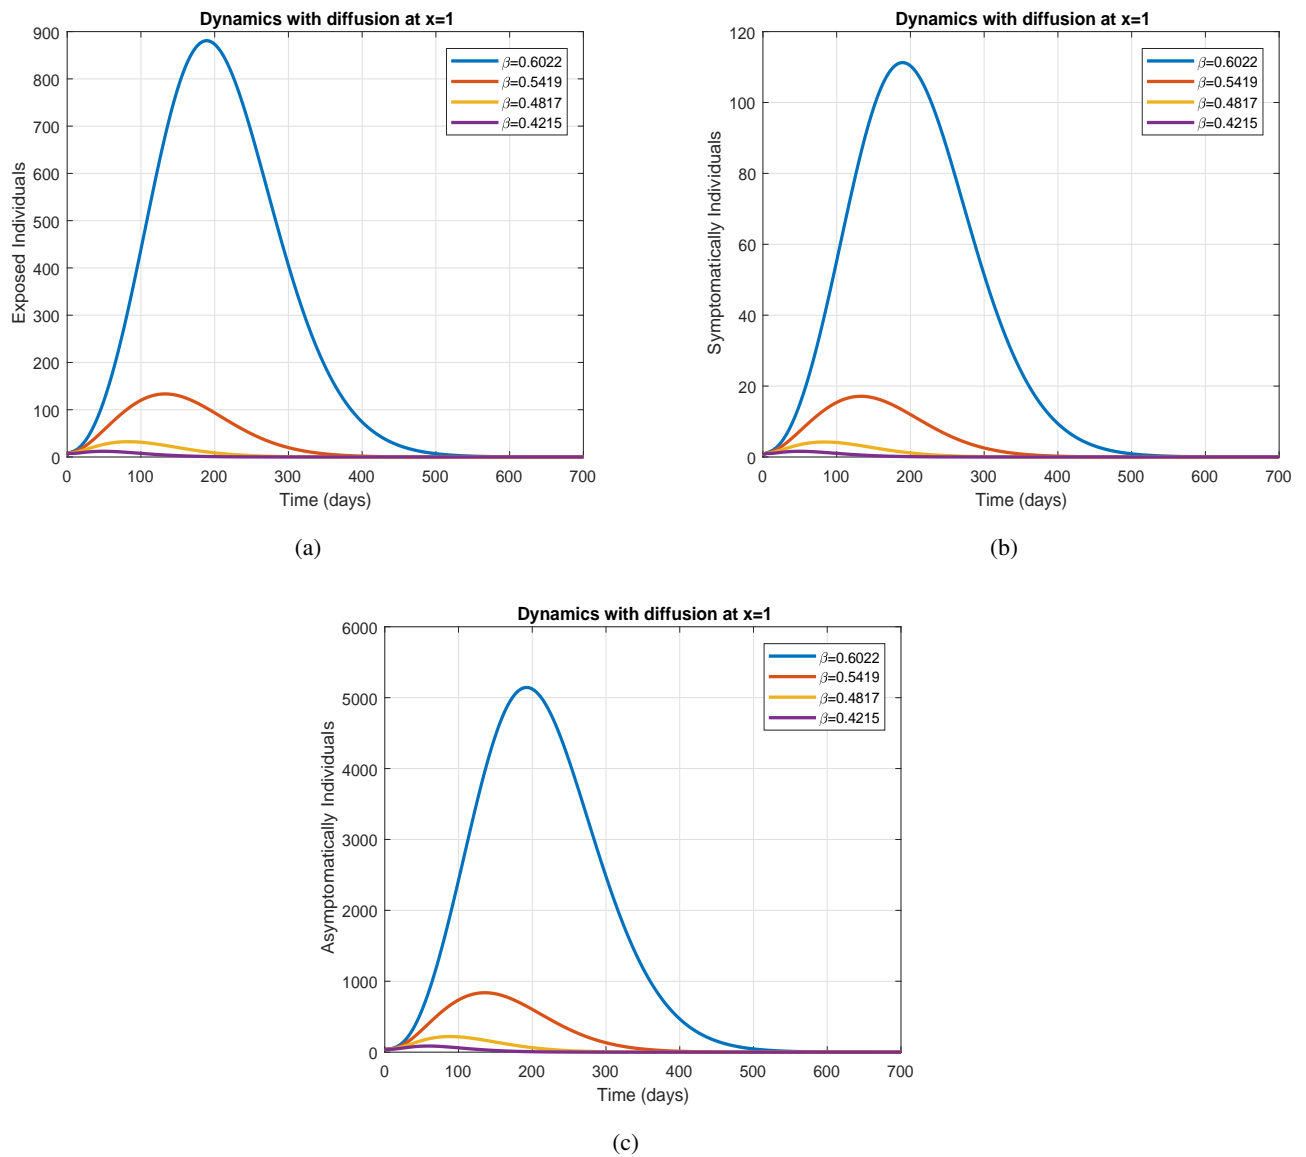 Dynamics with diffusion at x=1
900
800
700
600
500
400
300
200
100
0
Exposed Individuals
β=0.6022
β=0.5419
β=0.4817
β=0.4215
0 100 200 300 400 500 600 700
Time (days)
(a)
Dynamics with diffusion at x=1
120
100
80
60
40
20
0
Symptomatically Individuals
β=0.6022
β=0.5419
β=0.4817
β=0.4215
0 100 200 300 400 500 600 700
Time (days)
(b)
Dynamics with diffusion at x=1
6000
5000
4000
3000
2000
1000
0
Asymptomatically Individuals
β=0.6022
β=0.5419
β=0.4817
β=0.4215
0 100 200 300 400 500 600 700
Time (days)
(c)